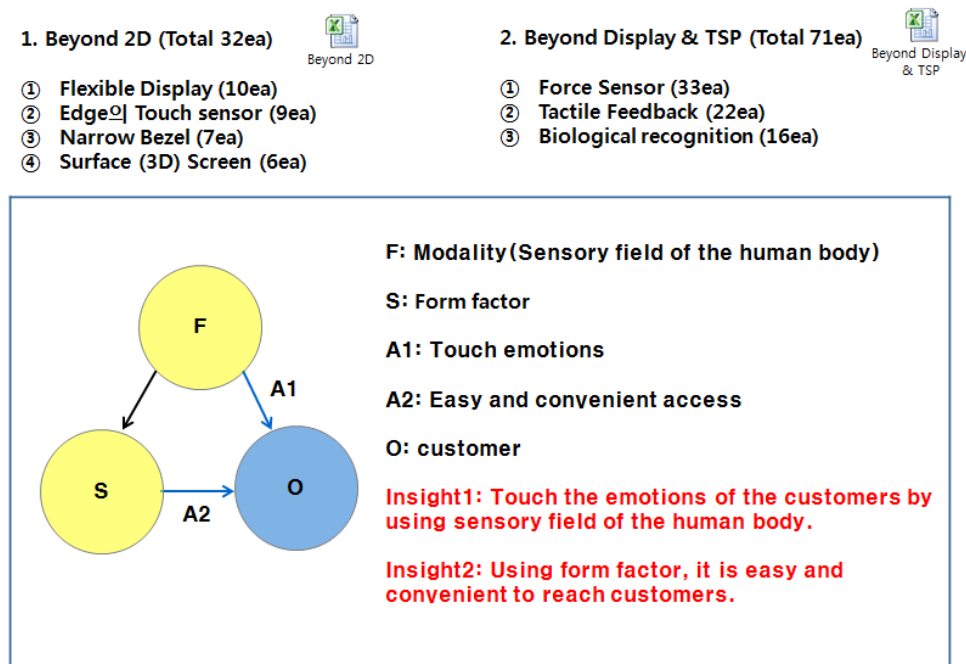 1. Beyond 2D (Total 32ea)
Beyond 2D
① Flexible Display (10ea)
② Edge의 Touch sensor (9ea)
③ Narrow Bezel (7ea)
④ Surface (3D) Screen (6ea)
2. Beyond Display & TSP (Total 71ea)
Beyond Display
& TSP
① Force Sensor (33ea)
② Tactile Feedback (22ea)
③ Biological recognition (16ea)
F
A1
S
A2
O
F: Modality(Sensory field of the human body)
S: Form factor
A1: Touch emotions
A2: Easy and convenient access
O: customer
Insight1: Touch the emotions of the customers by
using sensory field of the human body.
Insight2: Using form factor, it is easy and
convenient to reach customers.